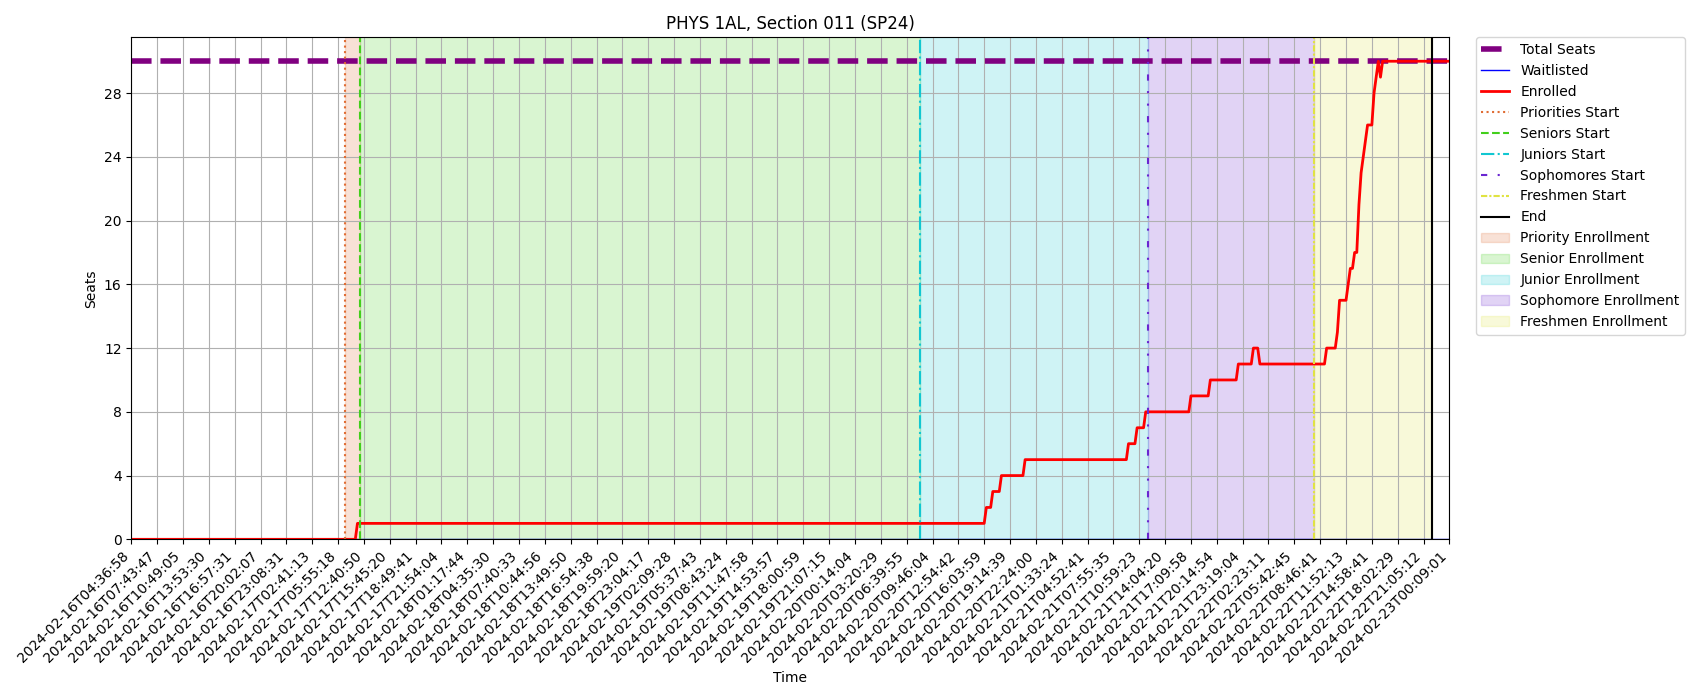 PHYS 1AL, Section 011 (SP24)
Seats
28
24
20
16
12
8
4
0
2024-02-16T04:36:58
2024-02-16T07:43:47
2024-02-16T10:49:05
2024-02-16T13:53:30
2024-02-16T16:57:31
2024-02-16T20:02:07
2024-02-16T23:08:31
2024-02-17T02:41:13
2024-02-17T05:55:18
2024-02-17T12:40:50
2024-02-17T15:45:20
2024-02-17T18:49:41
2024-02-17T21:54:04
2024-02-18T01:17:44
2024-02-18T04:35:30
2024-02-18T07:40:33
2024-02-18T10:44:56
2024-02-18T13:49:50
2024-02-18T16:54:38
2024-02-18T19:59:20
2024-02-18T23:04:17
2024-02-19T02:09:28
2024-02-19T05:37:43
2024-02-19T08:43:24
2024-02-19T11:47:58
2024-02-19T14:53:57
2024-02-19T18:00:59
2024-02-19T21:07:15
2024-02-20T00:14:04
2024-02-20T03:20:29
2024-02-20T06:39:55
2024-02-20T09:46:04
2024-02-20T12:54:42
2024-02-20T16:03:59
2024-02-20T19:14:39
2024-02-20T22:24:00
2024-02-21T01:33:24
2024-02-21T04:52:41
2024-02-21T07:55:35
2024-02-21T10:59:23
2024-02-21T14:04:20
2024-02-21T17:09:58
2024-02-21T20:14:54
2024-02-21T23:19:04
2024-02-22T02:23:11
2024-02-22T05:42:45
2024-02-22T08:46:41
2024-02-22T11:52:13
2024-02-22T14:58:41
2024-02-22T18:02:29
2024-02-22T21:05:12
2024-02-23T00:09:01
Time
Total Seats
Waitlisted
Enrolled
Priorities Start
Seniors Start
Juniors Start
Sophomores Start
Freshmen Start
End
Priority Enrollment
Senior Enrollment
Junior Enrollment
Sophomore Enrollment
Freshmen Enrollment